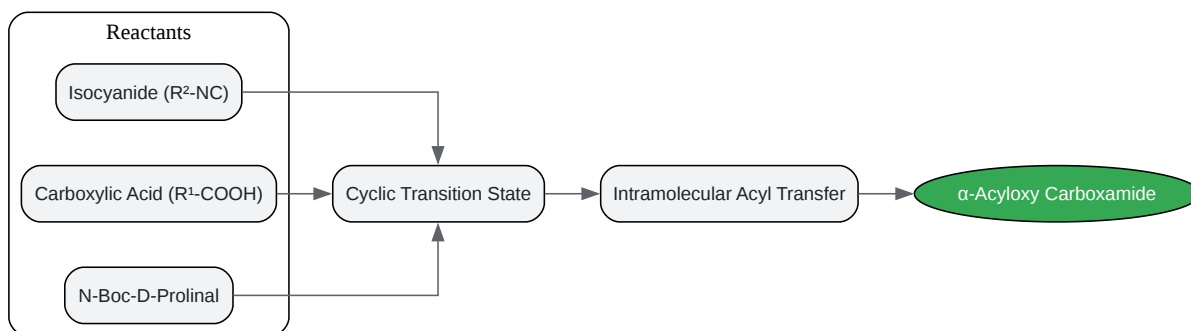 Reactants
Isocyanide (R²-NC)
Carboxylic Acid (R¹-COOH)
N-Boc-D-Prolinal
Cyclic Transition State
Intramolecular Acyl Transfer
α-Acyloxy Carboxamide